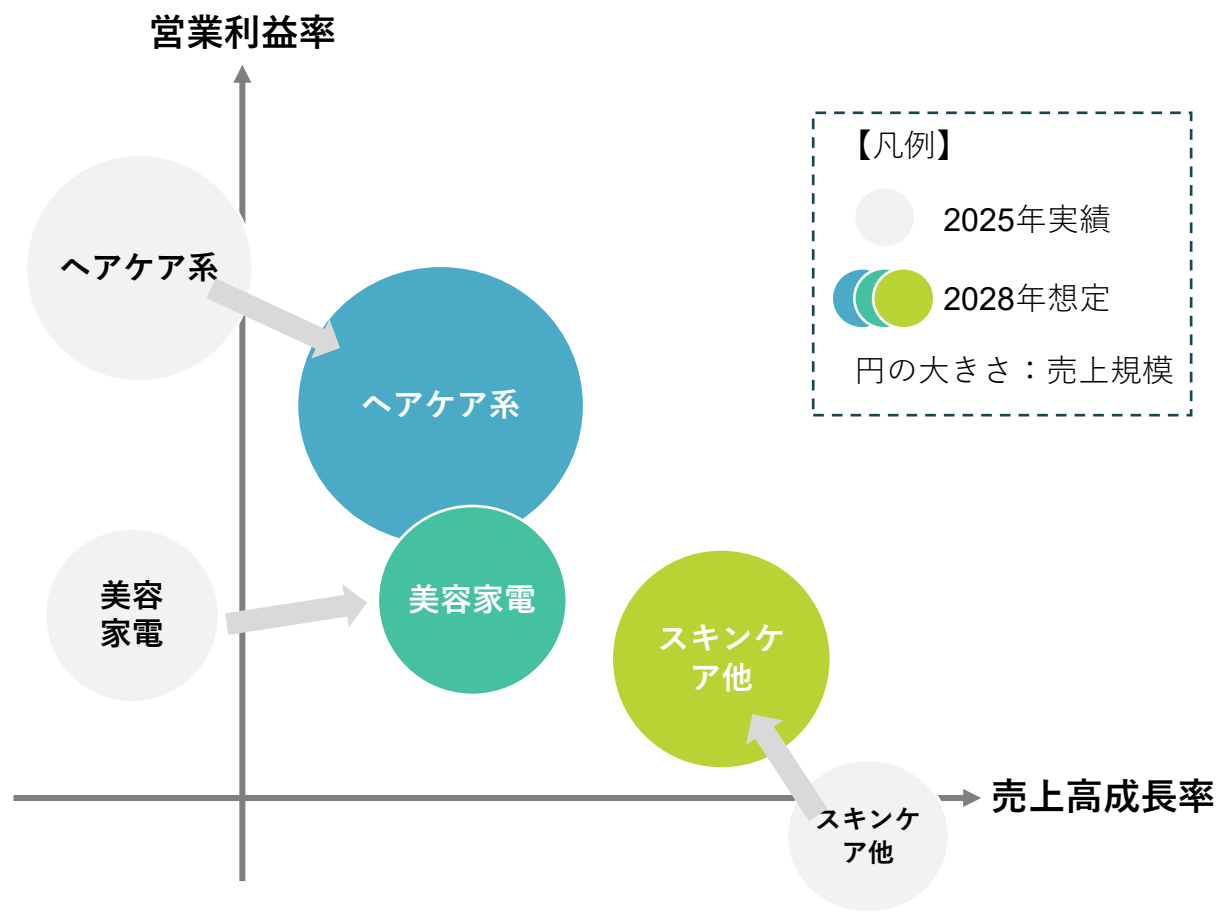 営業利益率
【凡例】
2025年実績
2028年想定
円の大きさ：売上規模
ヘアケア系
ヘアケア系
美容
家電
美容家電
スキンケ
ア他
売上高成長率
スキンケ
ア他